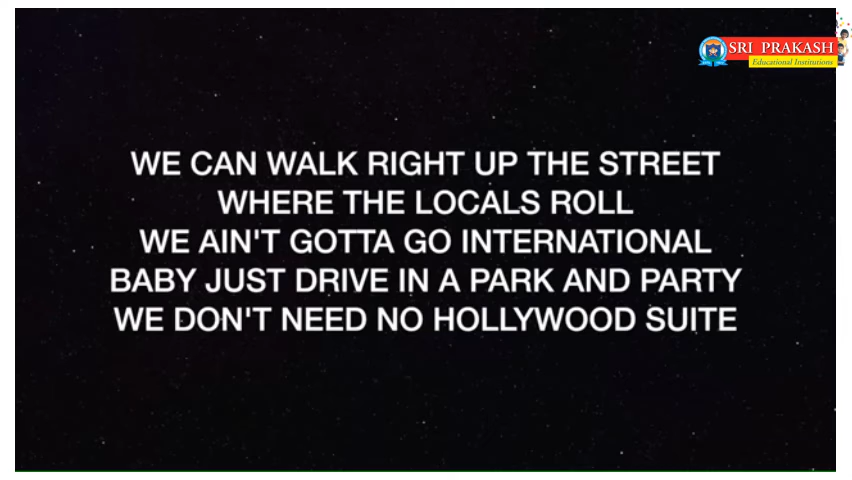 SRI PRAKASH
Educational Institutions
WE CAN WALK RIGHT UP THE STREET
WHERE THE LOCALS ROLL
WE AIN'T GOTTA GO INTERNATIONAL
BABY JUST DRIVE IN A PARK AND PARTY
WE DON'T NEED NO HOLLYWOOD SUITE